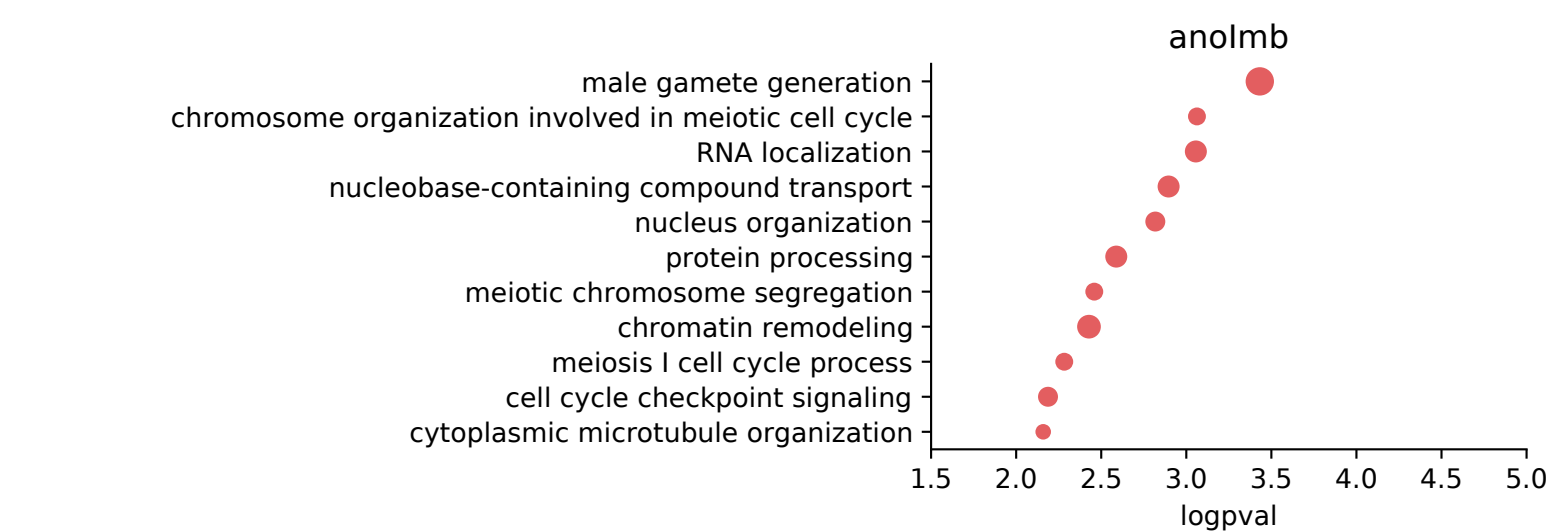 anoImb
male gamete generation
chromosome organization involved in meiotic cell cycle
RNA localization
nucleobase-containing compound transport
nucleus organization
protein processing
meiotic chromosome segregation
chromatin remodeling
meiosis I cell cycle process
cell cycle checkpoint signaling
cytoplasmic microtubule organization
1.5 2.0 2.5 3.0 3.5 4.0 4.5 5.0
logpval